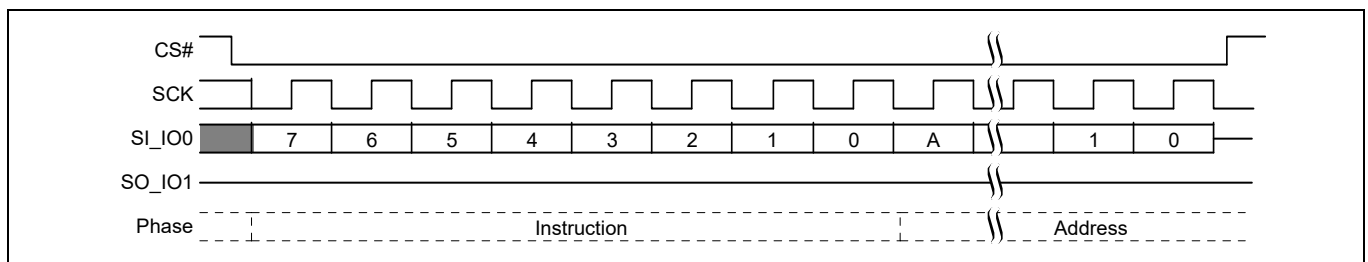 CS#
SCK
SI_IO0 7 6 5 4 3 2 1 0 A 1 0
SO_IO1
Phase Instruction Address